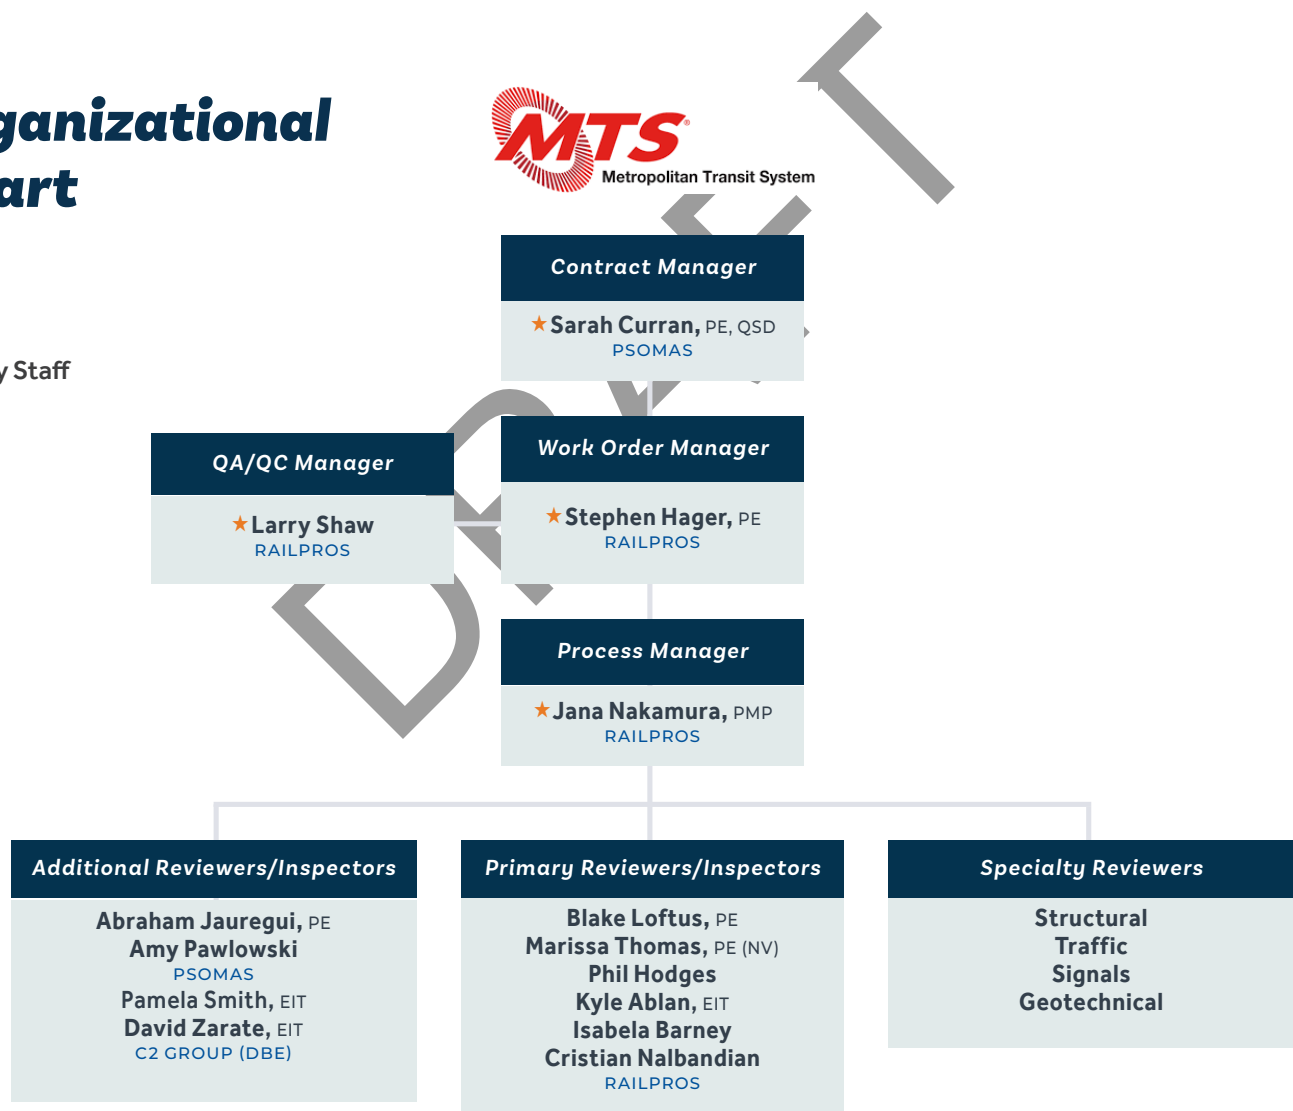 ganizational
art
MTS
Metropolitan Transit System
Contract Manager
Sarah Curran, PE, QSD
PSOMAS
y Staff
QA/QC Manager
Larry Shaw
RAILPROS
Work Order Manager
Stephen Hager, PE
RAILPROS
Process Manager
Jana Nakamura, PMP
RAILPROS
Additional Reviewers/Inspectors
Abraham Jauregui, PE
Amy Pawlowski
PSOMAS
Pamela Smith, EIT
David Zarate, EIT
C2 GROUP (DBE)
Primary Reviewers/Inspectors
Blake Loftus, PE
Marissa Thomas, PE (NV)
Phil Hodges
Kyle Ablan, EIT
Isabela Barney
Cristian Nalbandian
RAILPROS
Specialty Reviewers
Structural
Traffic
Signals
Geotechnical
DRAFT